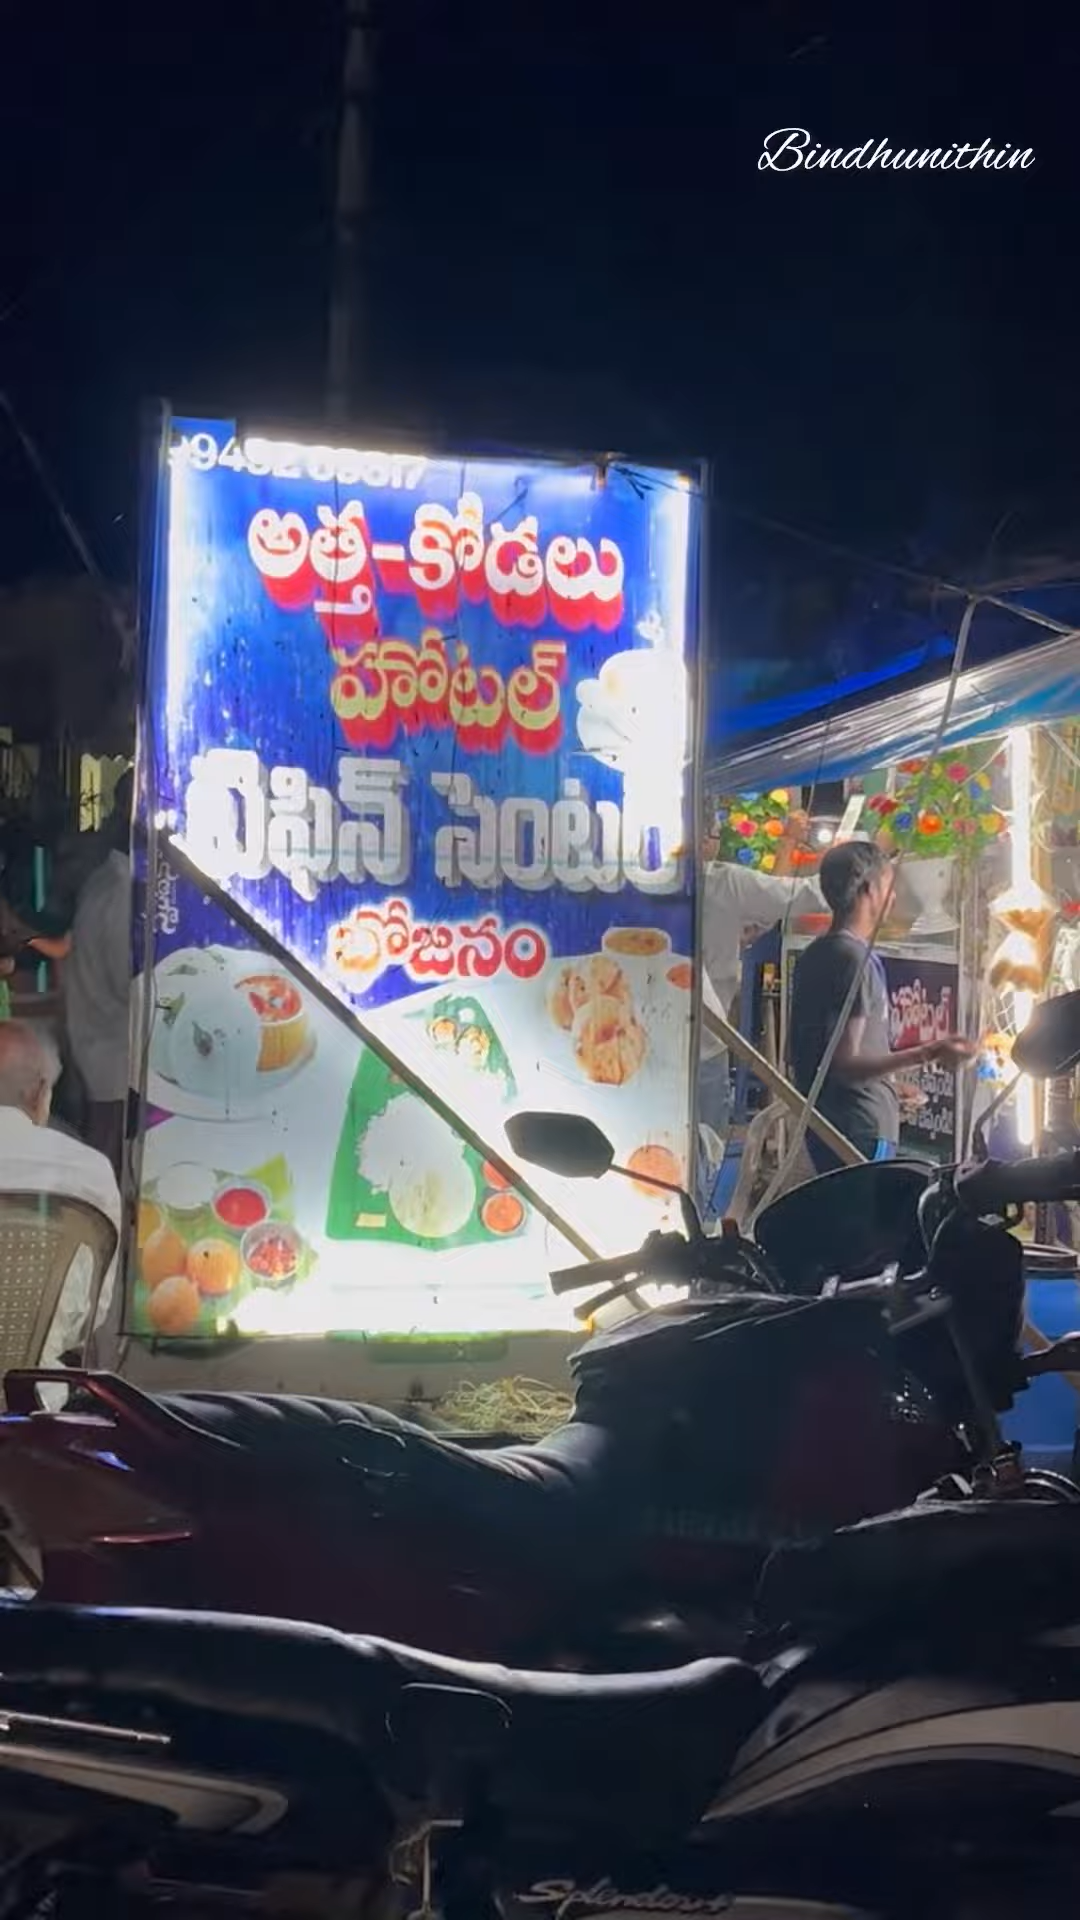 Bindhunithin
అత్త-కోడలు
హోటల్
టిఫిన్ సెంటర్
బోజనం
హోటల్
Splendor+